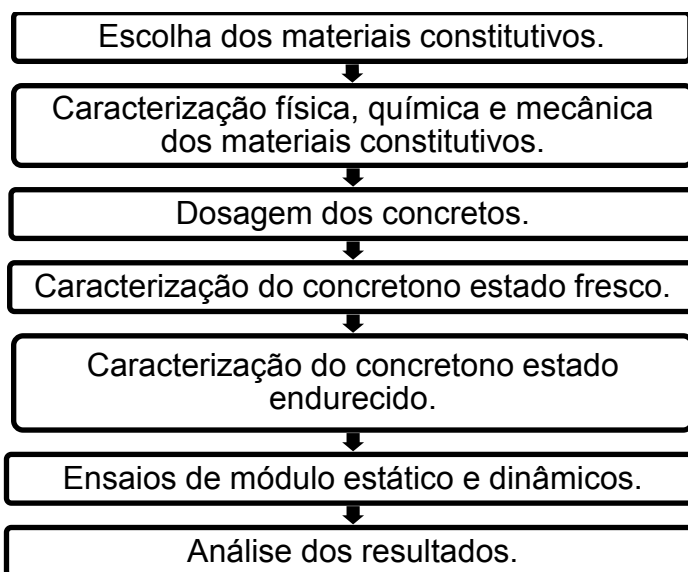 Escolha dos materiais constitutivos.
Caracterização física, química e mecânica
dos materiais constitutivos.
Dosagem dos concretos.
Caracterização do concretono estado fresco.
Caracterização do concretono estado
endurecido.
Ensaios de módulo estático e dinâmicos.
Análise dos resultados.